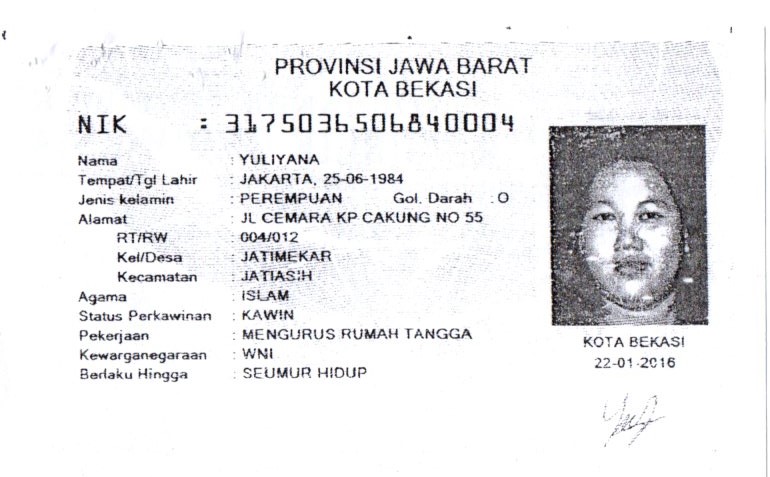 PROVINSI JAWA BARAT
KOTA BEKASI
NIK : 3175036506840004
Nama : YULIYANA
Tempat/Tgl Lahir : JAKARTA, 25-06-1984
Jenis kelamin : PEREMPUAN Gol. Darah : O
Alamat : JL CEMARA KP CAKUNG NO 55
RT/RW : 004/012
Kel/Desa : JATIMEKAR
Kecamatan : JATIASIH
Agama : ISLAM
Status Perkawinan : KAWIN
Pekerjaan : MENGURUS RUMAH TANGGA
Kewarganegaraan : WNI
Berlaku Hingga : SEUMUR HIDUP
KOTA BEKASI
22-01-2016